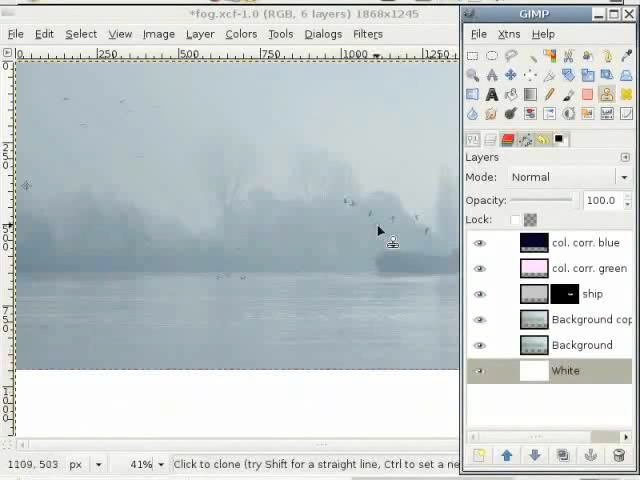 *fog.xcf-1.0 (RGB, 6 layers) 1868x1245
File Edit Select View Image Layer Colors Tools Dialogs Filters
0 250 500 750 1000 1250
GIMP
File Xtns Help
Layers
Mode: Normal
Opacity: 100.0
Lock:
col. corr. blue
col. corr. green
ship
Background cop
Background
White
1109, 503 px 41% Click to clone (try Shift for a straight line, Ctrl to set a ne